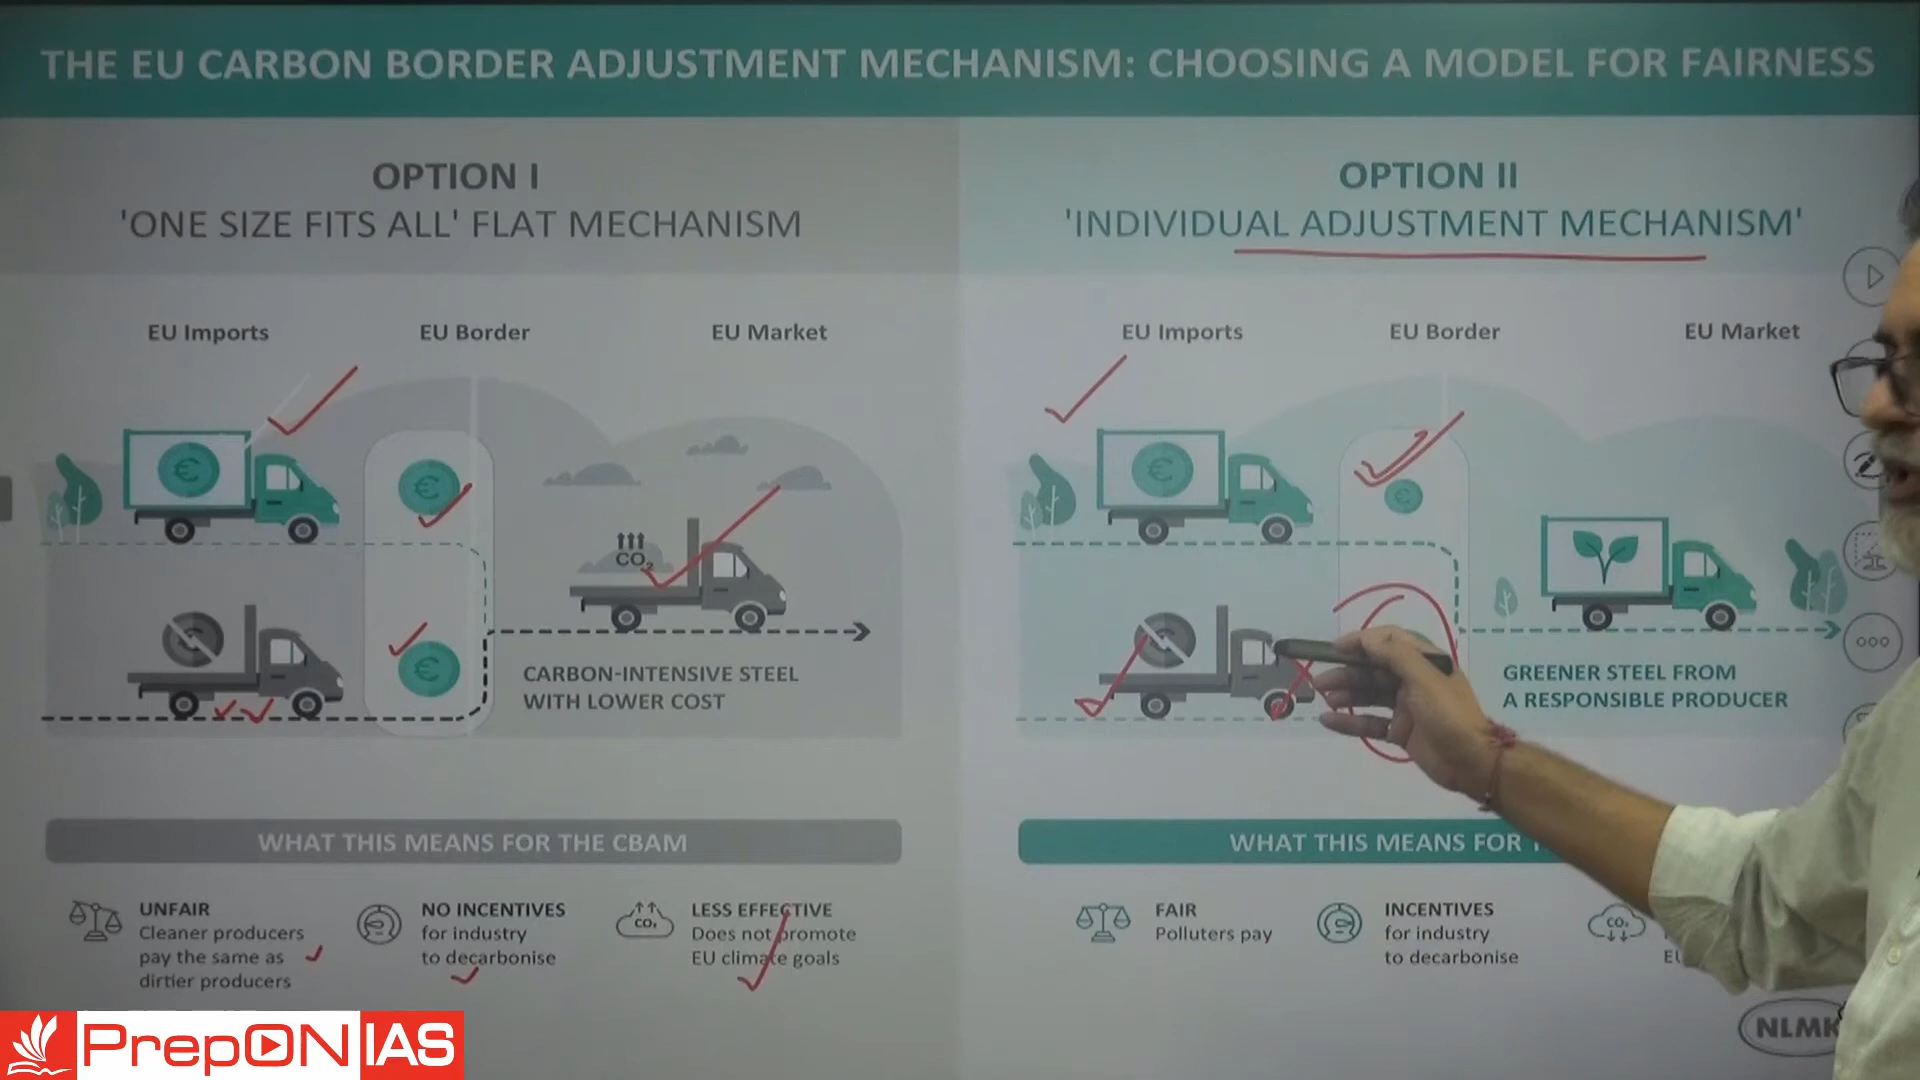 THE EU CARBON BORDER ADJUSTMENT MECHANISM: CHOOSING A MODEL FOR FAIRNESS
OPTION I
'ONE SIZE FITS ALL' FLAT MECHANISM
EU Imports
EU Border
EU Market
CO₂
CARBON-INTENSIVE STEEL
WITH LOWER COST
WHAT THIS MEANS FOR THE CBAM
UNFAIR
Cleaner producers
pay the same as
dirtier producers
NO INCENTIVES
for industry
to decarbonise
CO₂
LESS EFFECTIVE
Does not promote
EU climate goals
OPTION II
'INDIVIDUAL ADJUSTMENT MECHANISM'
EU Imports
EU Border
EU Market
GREENER STEEL FROM
A RESPONSIBLE PRODUCER
WHAT THIS MEANS FOR
FAIR
Polluters pay
INCENTIVES
for industry
to decarbonise
CO₂
NLMK
PrepON IAS